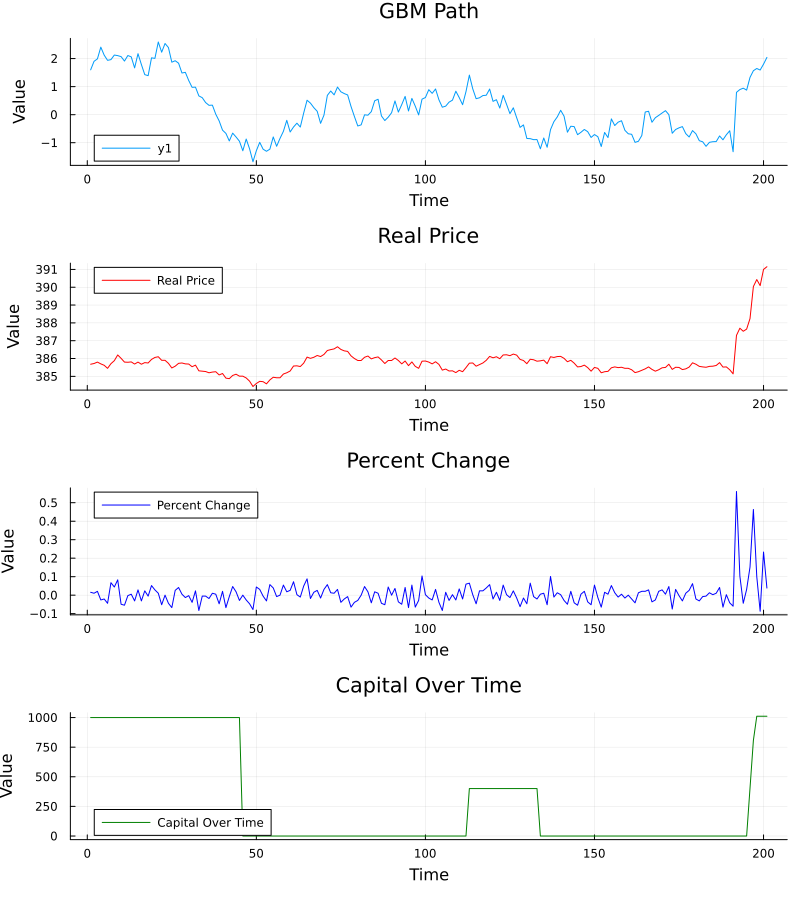 GBM Path
Value
2
1
0
−1
y1
0 50 100 150 200
Time
Real Price
Value
391
390
389
388
387
386
385
Real Price
0 50 100 150 200
Time
Percent Change
Value
0.5
0.4
0.3
0.2
0.1
0.0
−0.1
Percent Change
0 50 100 150 200
Time
Capital Over Time
Value
1000
750
500
250
0
Capital Over Time
0 50 100 150 200
Time